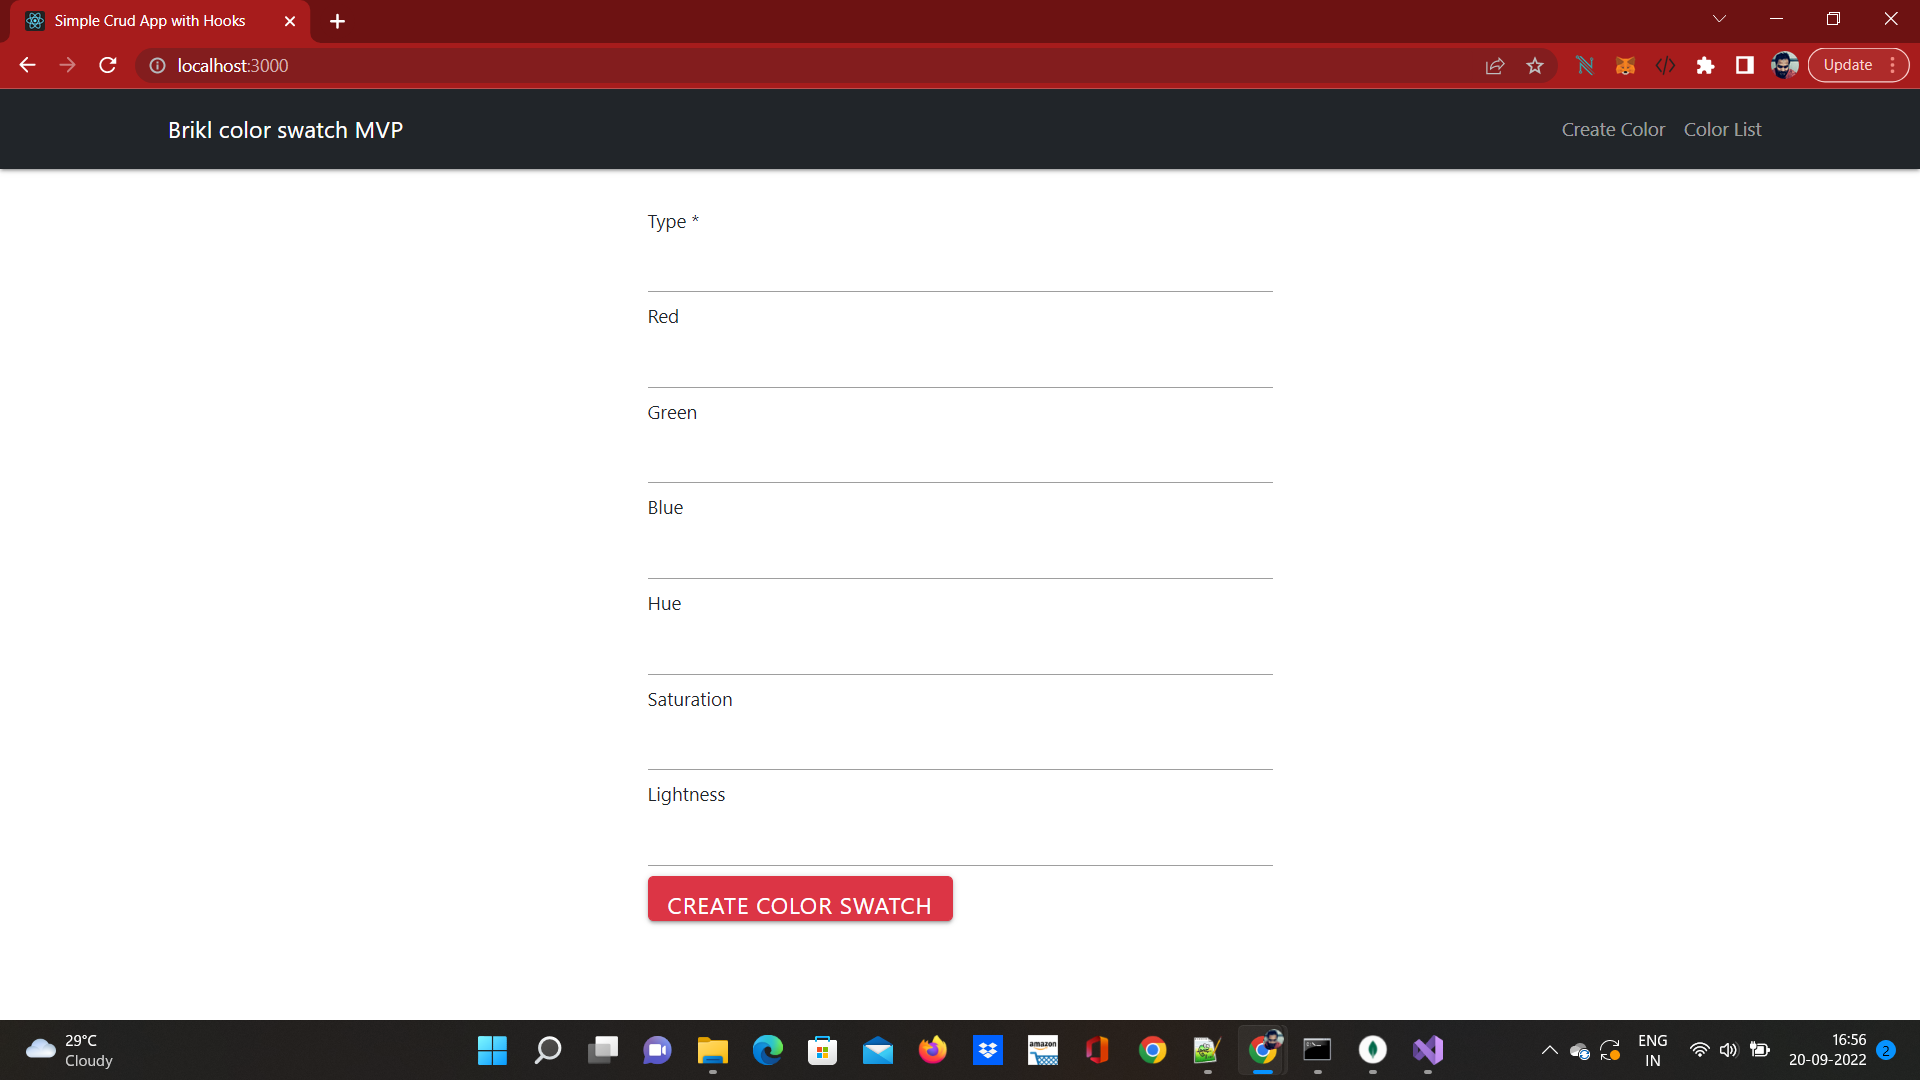 Simple Crud App with Hooks
localhost:3000
Update
Brikl color swatch MVP
Create Color
Color List
Type *
Red
Green
Blue
Hue
Saturation
Lightness
CREATE COLOR SWATCH
29°C
Cloudy
amazon
ENG
IN
16:56
20-09-2022
2